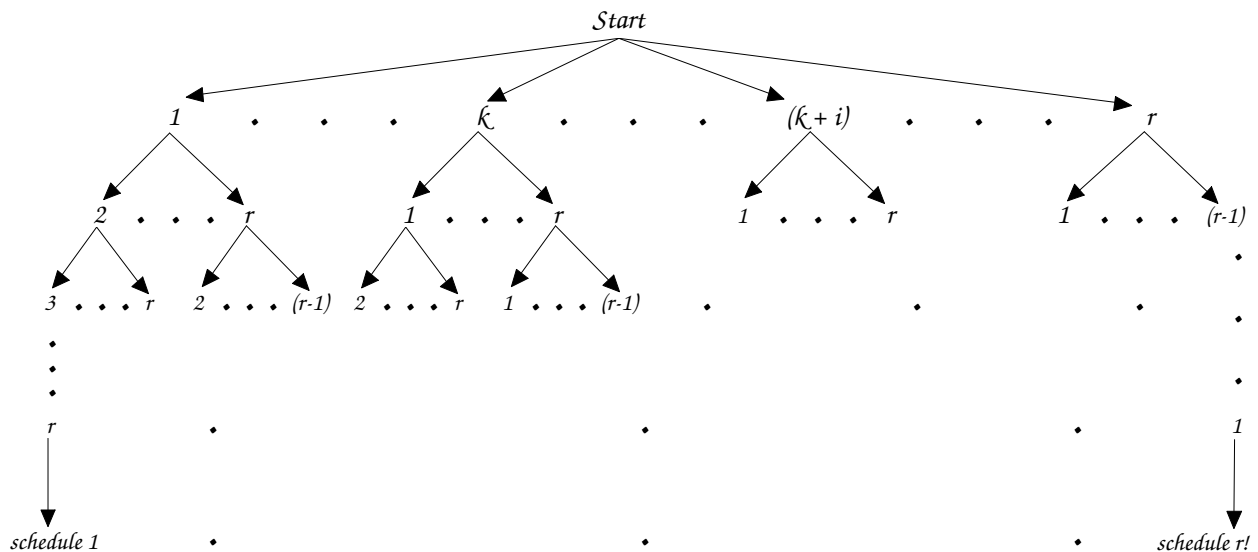 Start
1 . . . k . . . (k + i) . . . r
2 . . . r 1 . . . r 1 . . . r 1 . . . (r-1)
3 . . . r 2 . . . (r-1) 2 . . . r 1 . . . (r-1) . . .
r . . . 1
schedule 1 . . . schedule r!